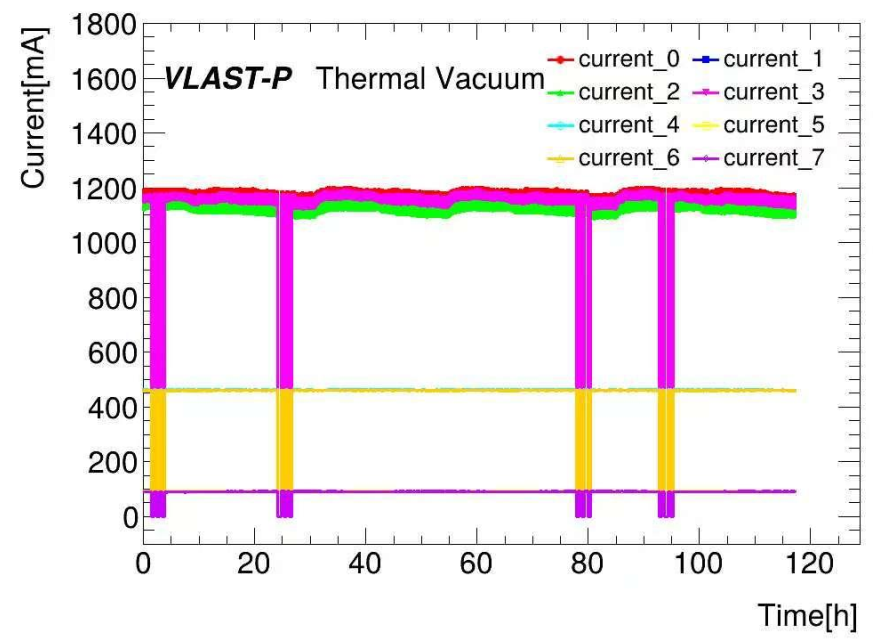 Current[mA]
1800
1600
1400
1200
1000
800
600
400
200
0
VLAST-P Thermal Vacuum
current_0 current_1
current_2 current_3
current_4 current_5
current_6 current_7
0 20 40 60 80 100 120
Time[h]